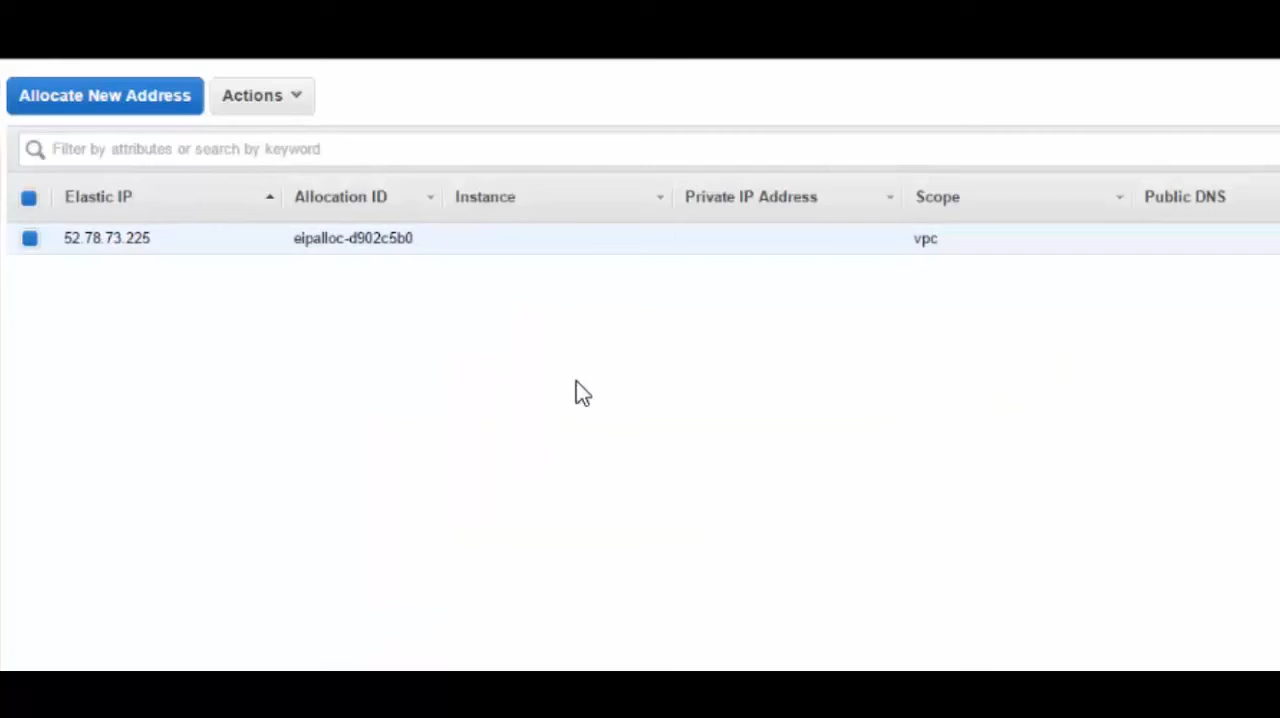 Allocate New Address Actions
Filter by attributes or search by keyword
Elastic IP Allocation ID Instance Private IP Address Scope Public DNS
52.78.73.225 eipalloc-d902c5b0 vpc